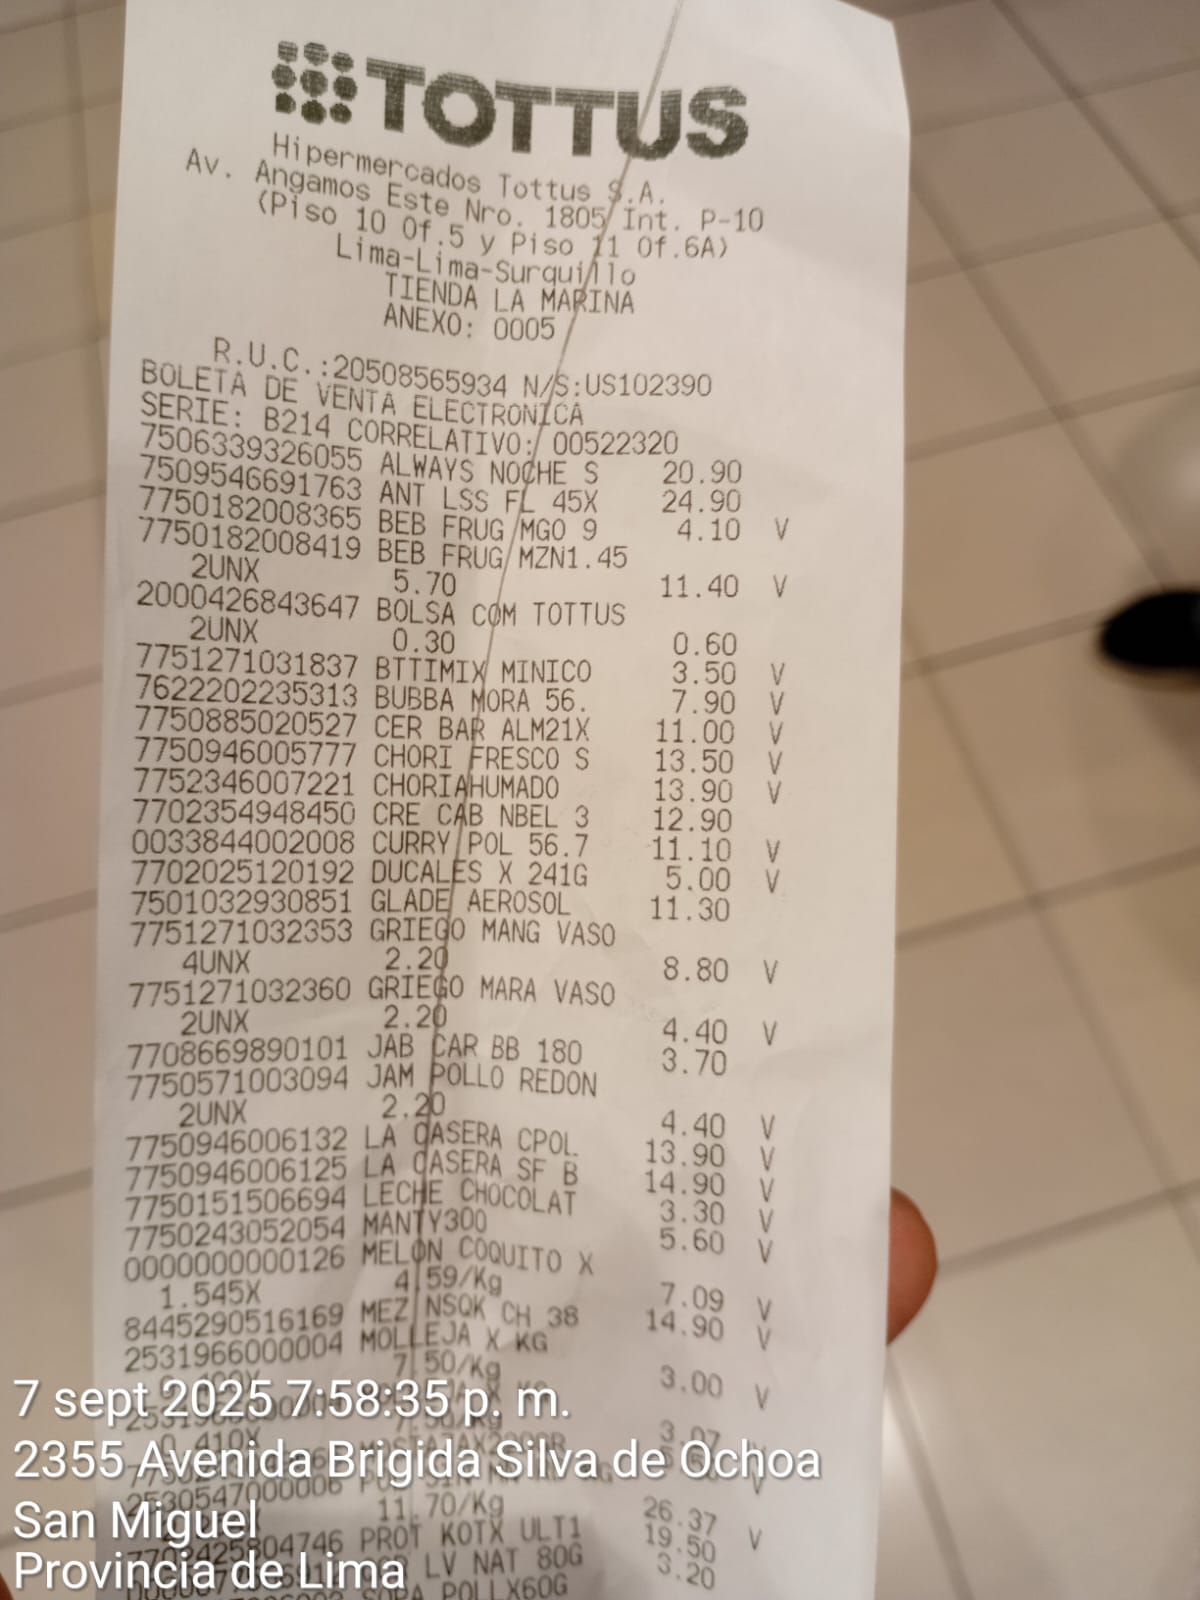 TOTTUS
Hipermercados Tottus S.A.
Av. Angamos Este Nro. 1805 Int. P-10
(Piso 10 Of.5 y Piso 11 Of.6A)
Lima-Lima-Surquillo
TIENDA LA MARINA
ANEXO: 0005
R.U.C.:20508565934 N/S:US102390
BOLETA DE VENTA ELECTRONICA
SERIE: B214 CORRELATIVO: 00522320
7506339326055 ALWAYS NOCHE S 20.90
7509546691763 ANT LSS FL 45X 24.90
7750182008365 BEB FRUG MGO 9 4.10 V
7750182008419 BEB FRUG MZN1.45
2UNX 5.70 11.40 V
2000426843647 BOLSA COM TOTTUS
2UNX 0.30 0.60
7751271031837 BTTIMIX MINICO 3.50 V
7622202235313 BUBBA MORA 56. 7.90 V
7750885020527 CER BAR ALM21X 11.00 V
7750946005777 CHORI FRESCO S 13.50 V
7752346007221 CHORIAHUMADO 13.90 V
7702354948450 CRE CAB NBEL 3 12.90
0033844002008 CURRY POL 56.7 11.10 V
7702025120192 DUCALES X 241G 5.00 V
7501032930851 GLADE AEROSOL 11.30
7751271032353 GRIEGO MANG VASO
4UNX 2.20 8.80 V
7751271032360 GRIEGO MARA VASO
2UNX 2.20 4.40 V
7708669890101 JAB CAR BB 180 3.70
7750571003094 JAM POLLO REDON
2UNX 2.20 4.40 V
7750946006132 LA CASERA CPOL 13.90 V
7750946006125 LA CASERA SF B 14.90 V
7750151506694 LECHE CHOCOLAT 3.30 V
7750243052054 MANTY300 5.60 V
0000000000126 MELON COQUITO X
1.545X 4.59/Kg 7.09 V
8445290516169 MEZ NSQK CH 38 14.90 V
2531966000004 MOLLEJA X KG
7.50/Kg 3.00 V
0.410X 3.07
2530547000006
11.70/Kg 26.37 V
PROT KOTX ULT1 19.50
LV NAT 80G 3.20
POLLX60G
7 sept 2025 7:58:35 p. m.
2355 Avenida Brigida Silva de Ochoa
San Miguel
Provincia de Lima